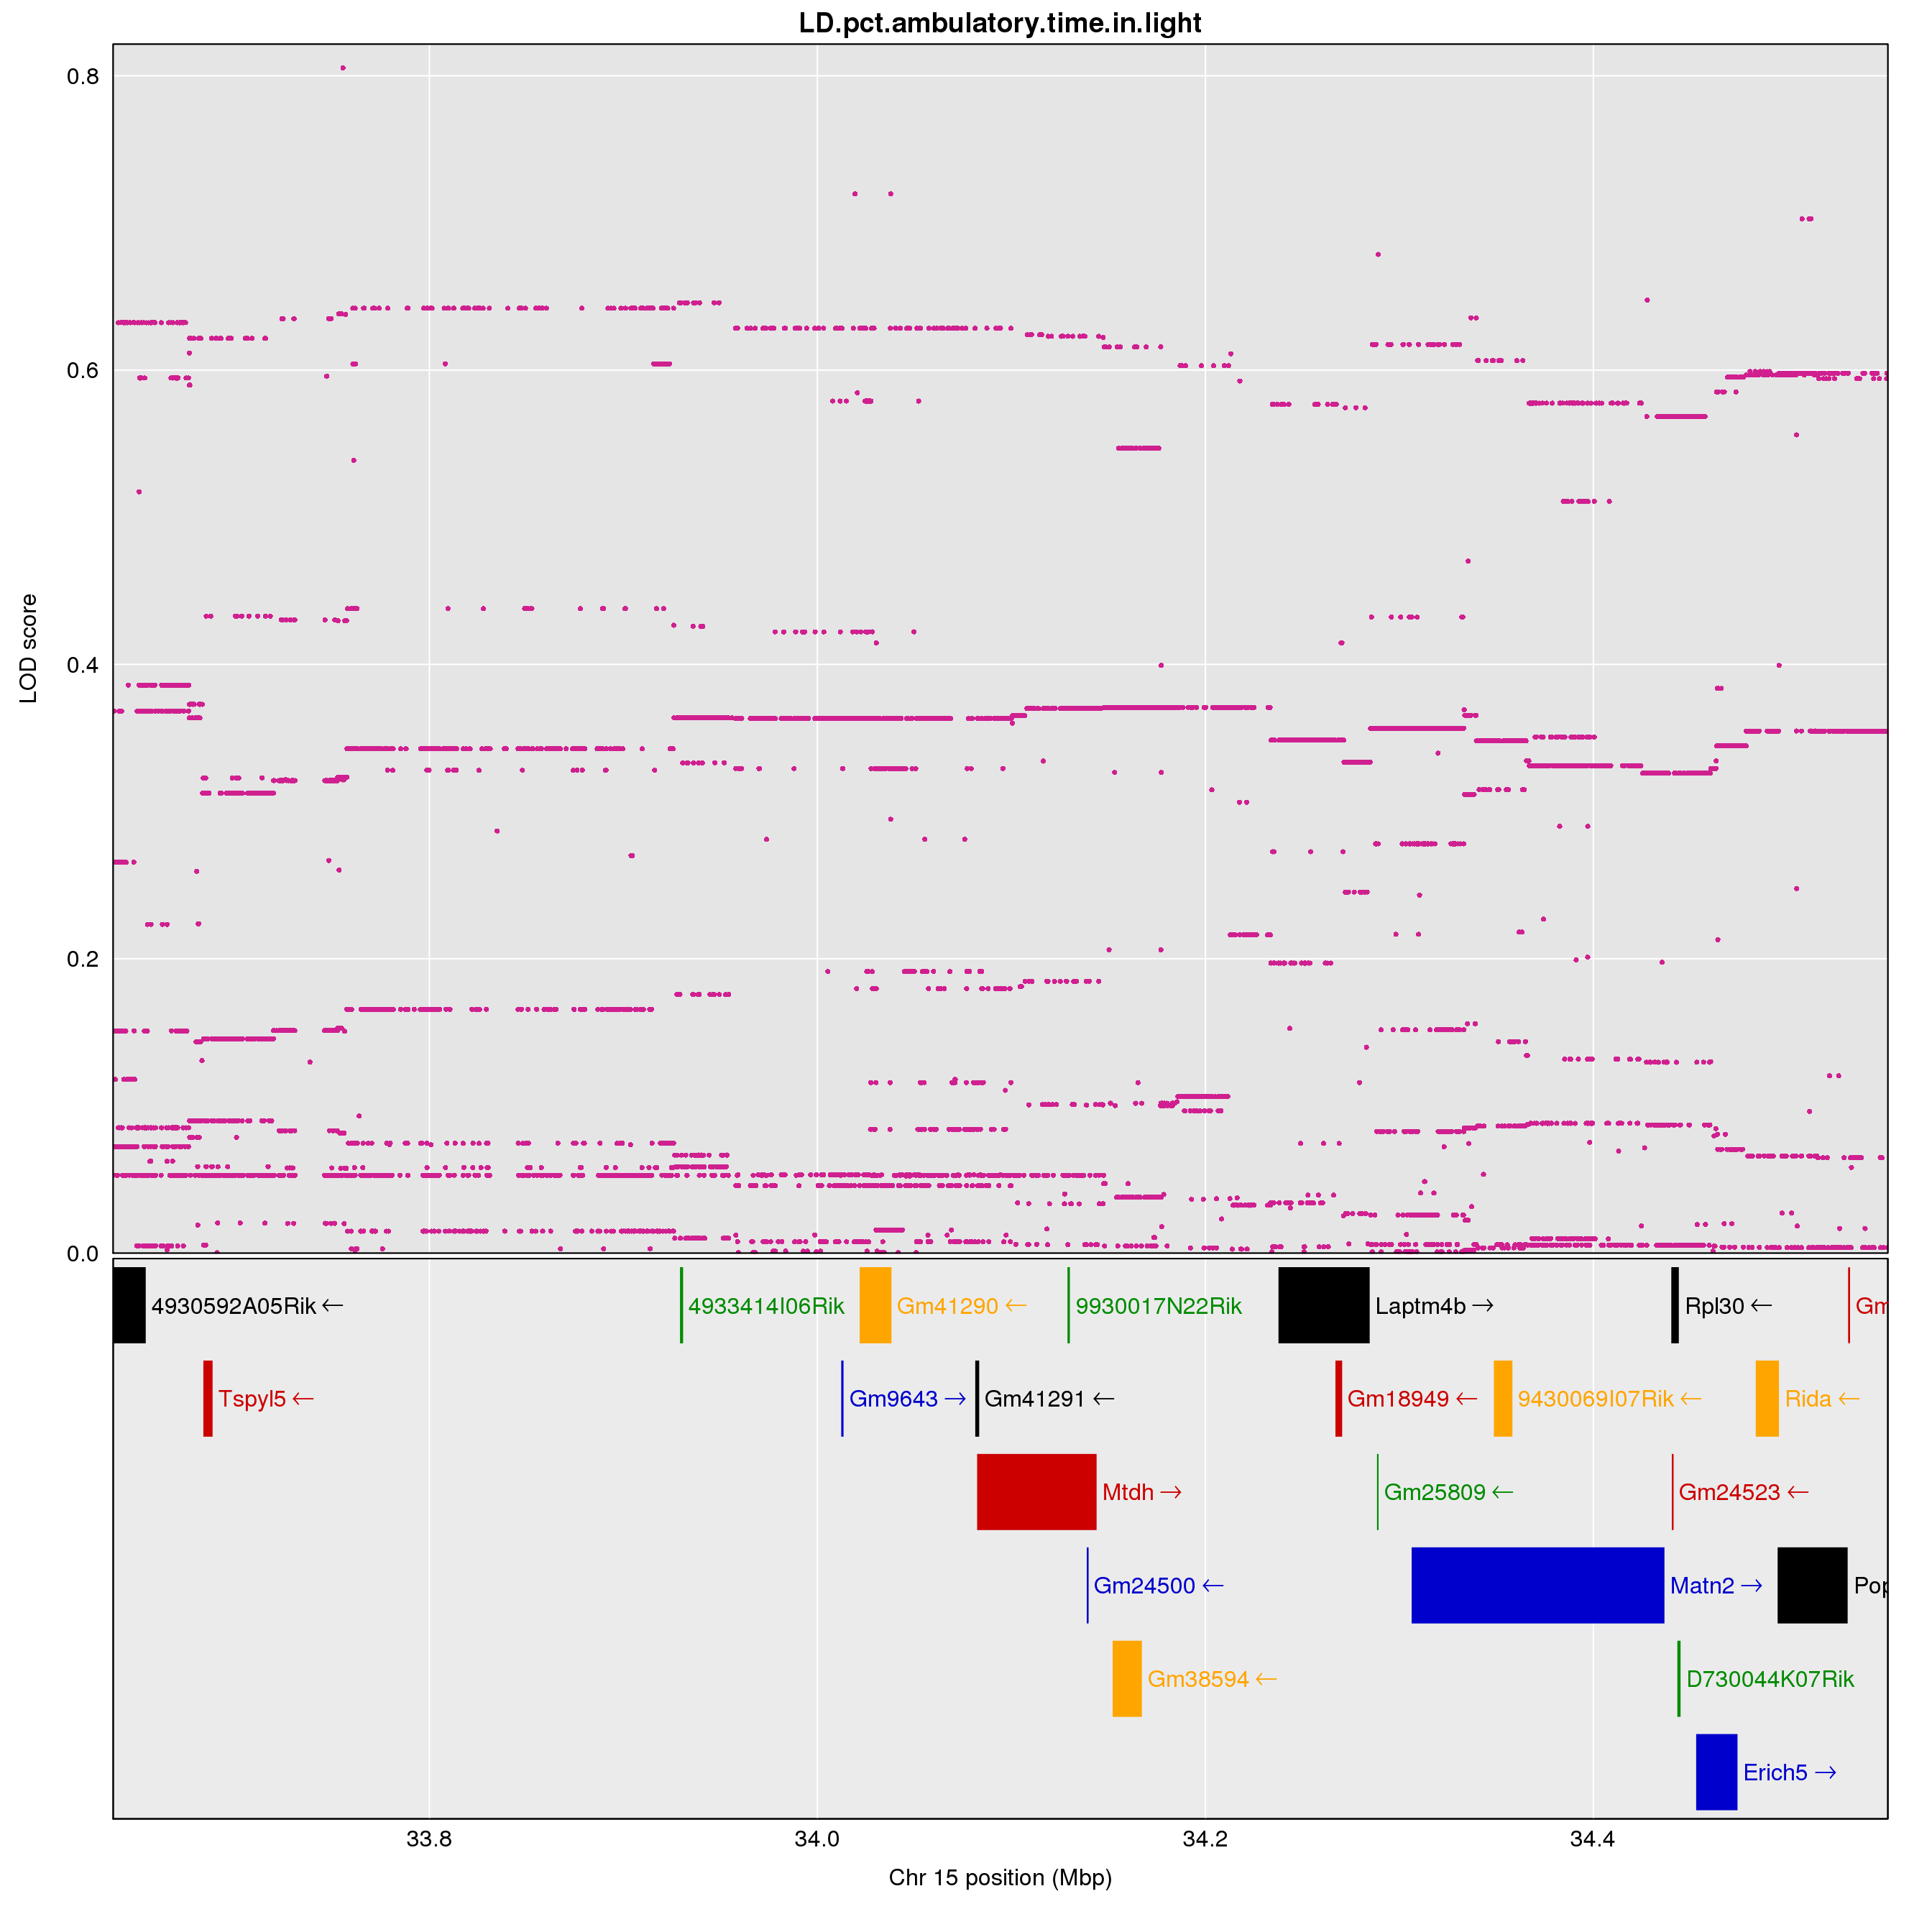 LD.pct.ambulatory.time.in.light
LOD score
0.8
0.6
0.4
0.2
0.0
4930592A05Rik ← 4933414I06Rik Gm41290 ← 9930017N22Rik Laptm4b → Rpl30 ← Gm
Tspyl5 ← Gm9643 → Gm41291 ← Gm18949 ← 9430069I07Rik ← Rida ←
Mtdh → Gm25809 ← Gm24523 ←
Gm24500 ← Matn2 → Pop
Gm38594 ← D730044K07Rik
Erich5 →
33.8 34.0 34.2 34.4
Chr 15 position (Mbp)